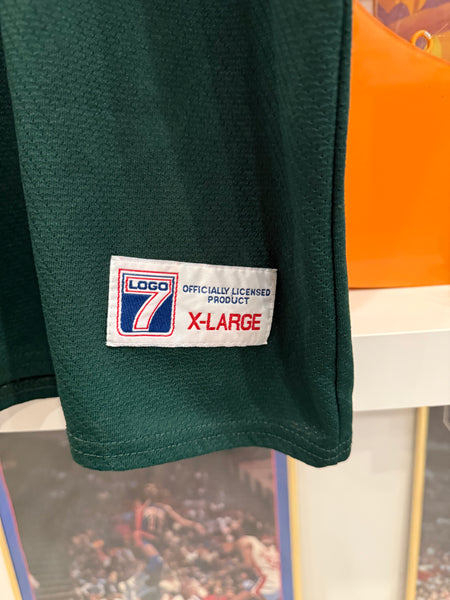 LOGO
7
OFFICIALLY LICENSED
PRODUCT
X-LARGE